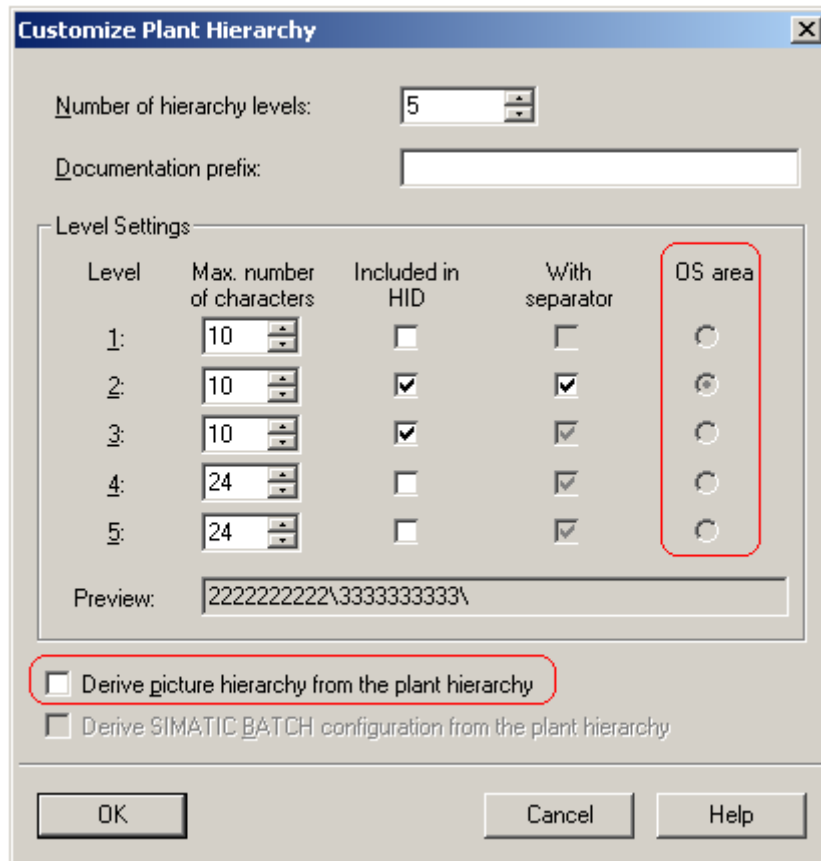 Customize Plant Hierarchy
Number of hierarchy levels: 5
Documentation prefix:
Level Settings
Level Max. number of characters Included in HID With separator OS area
1: 10
2: 10
3: 10
4: 24
5: 24
Preview: 2222222222\3333333333\
Derive picture hierarchy from the plant hierarchy
Derive SIMATIC BATCH configuration from the plant hierarchy
OK Cancel Help